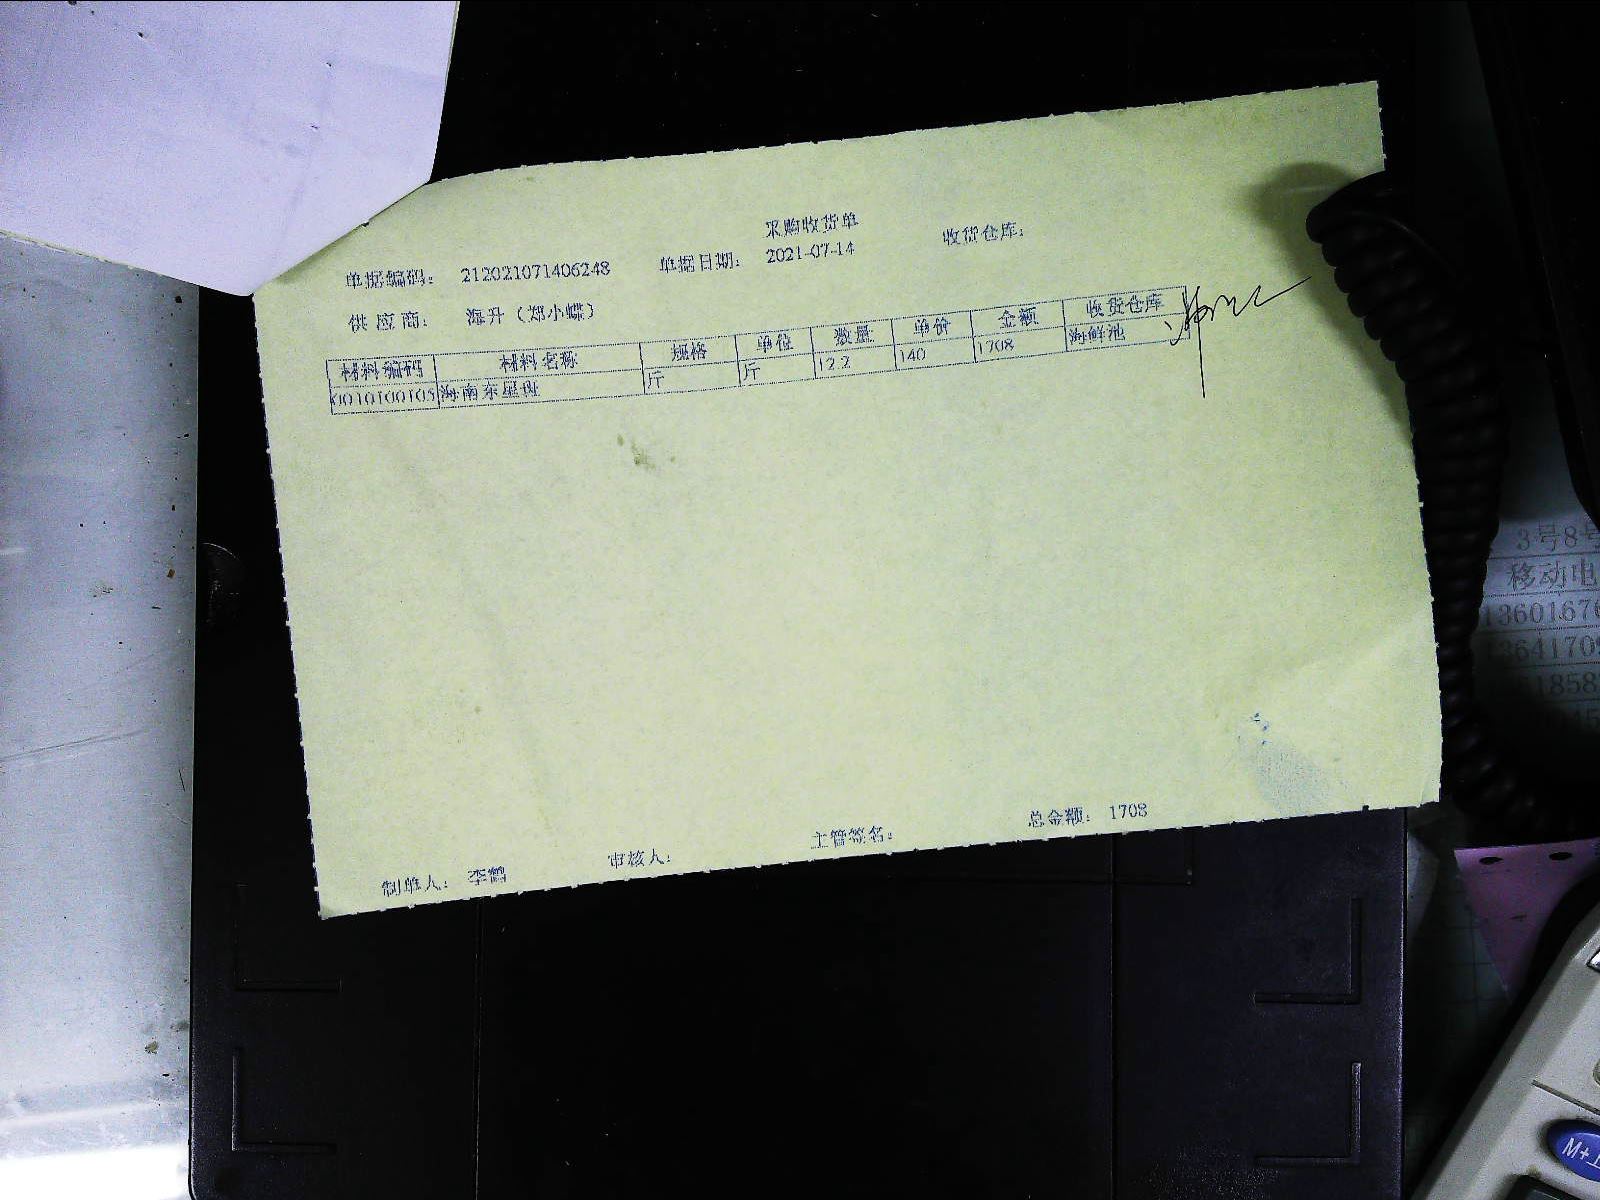 采购收货单
单据编码： 212021071406248 单据日期： 2021-07-14 收货仓库：
供 应 商： 海升（郑小蝶）
材料编码 材料名称 规格 单位 数量 单价 金额 收货仓库
0010100105 海南东星斑 斤 斤 12.2 140 1708 海鲜池
制单人： 李鹤 审核人： 主管签名： 总金额： 1708
3号8号
移动电
1360167
1364170
M+